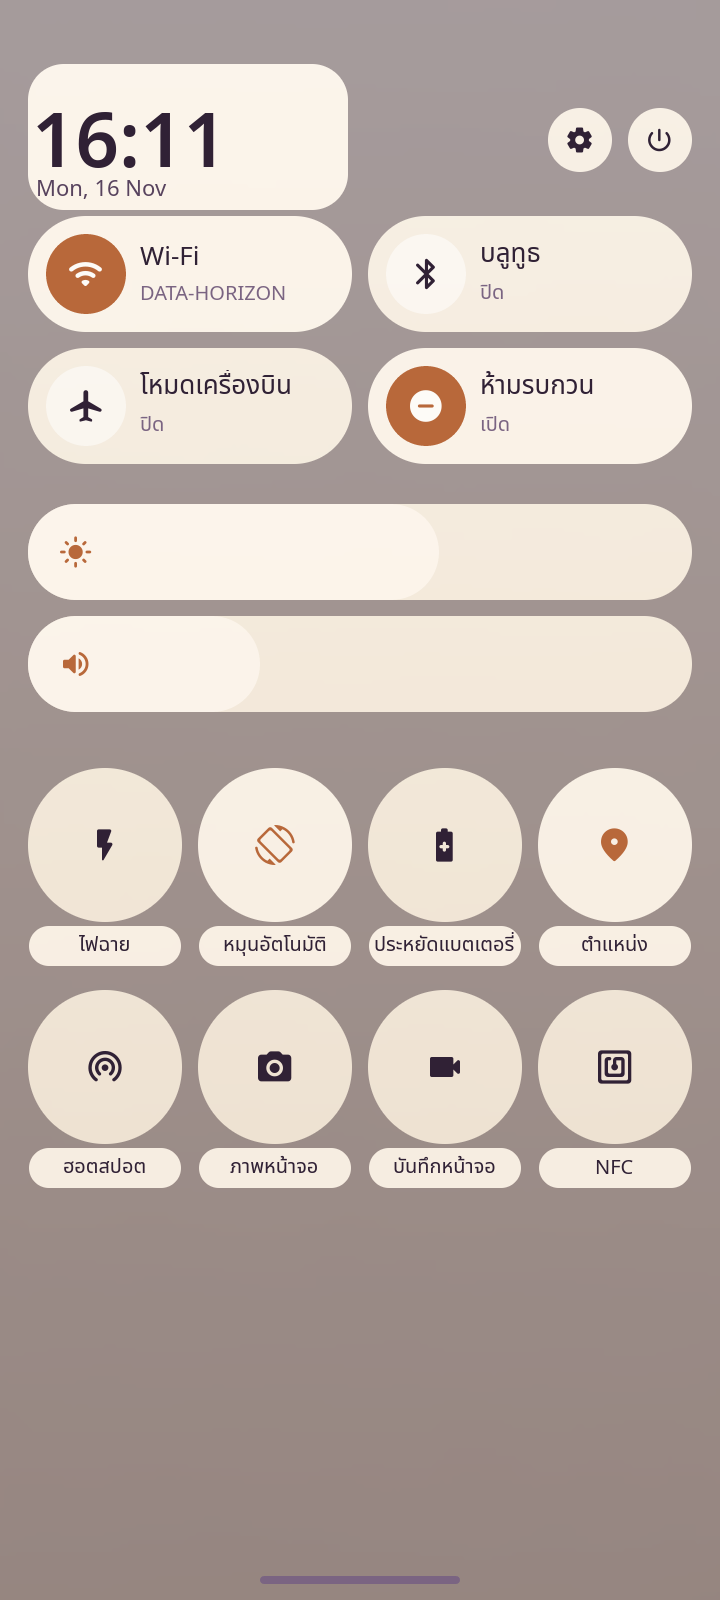 16:11
Mon, 16 Nov
Wi-Fi
DATA-HORIZON
บลูทูธ
ปิด
โหมดเครื่องบิน
ปิด
ห้ามรบกวน
เปิด
ไฟฉาย
หมุนอัตโนมัติ
ประหยัดแบตเตอรี่
ตำแหน่ง
ฮอตสปอต
ภาพหน้าจอ
บันทึกหน้าจอ
NFC